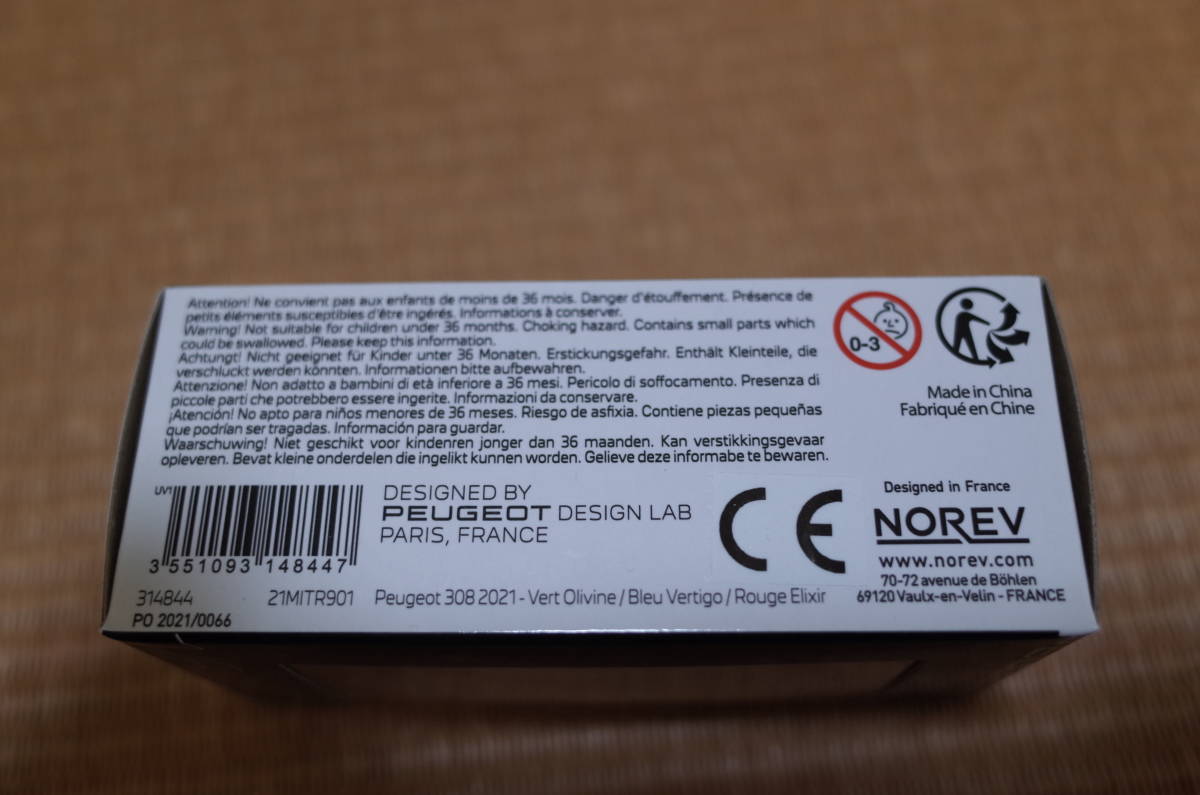 Attention! Ne convient pas aux enfants de moins de 36 mois. Danger d'étouffement. Présence de
petits éléments susceptibles d'être ingérés. Informations à conserver.
Warning! Not suitable for children under 36 months. Choking hazard. Contains small parts which
could be swallowed. Please keep this information.
Achtungt! Nicht geeignet für Kinder unter 36 Monaten. Erstickungsgefahr. Enthält Kleinteile, die
verschluckt werden könnten. Informationen bitte aufbewahren.
Attenzione! Non adatto a bambini di età inferiore a 36 mesi. Pericolo di soffocamento. Presenza di
piccole parti che potrebbero essere ingerite. Informazioni da conservare.
¡Atención! No apto para niños menores de 36 meses. Riesgo de asfixia. Contiene piezas pequeñas
que podrían ser tragadas. Información para guardar.
Waarschuwing! Niet geschikt voor kindenren jonger dan 36 maanden. Kan verstikkingsgevaar
opleveren. Bevat kleine onderdelen die ingelikt kunnen worden. Gelieve deze informabe te bewaren.
0-3
Made in China
Fabriqué en Chine
UV1
3 551093 148447
314844 21MITR901
PO 2021/0066
DESIGNED BY
PEUGEOT DESIGN LAB
PARIS, FRANCE
Peugeot 308 2021 - Vert Olivine / Bleu Vertigo / Rouge Elixir
CE
Designed in France
NOREV
www.norev.com
70-72 avenue de Böhlen
69120 Vaulx-en-Velin - FRANCE